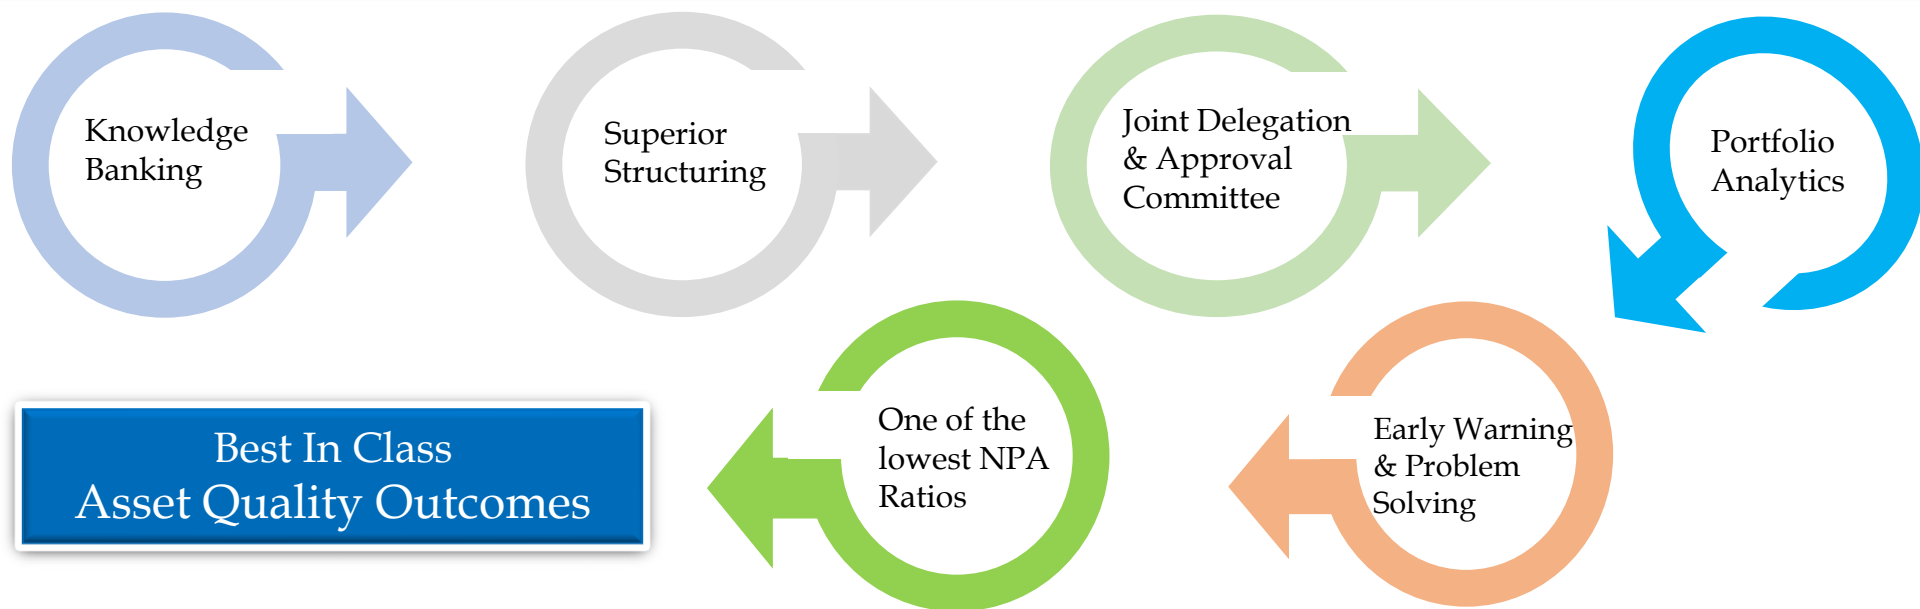 Knowledge
Banking
Superior
Structuring
Joint Delegation
& Approval
Committee
Portfolio
Analytics
Early Warning
& Problem
Solving
One of the
lowest NPA
Ratios
Best In Class
Asset Quality Outcomes